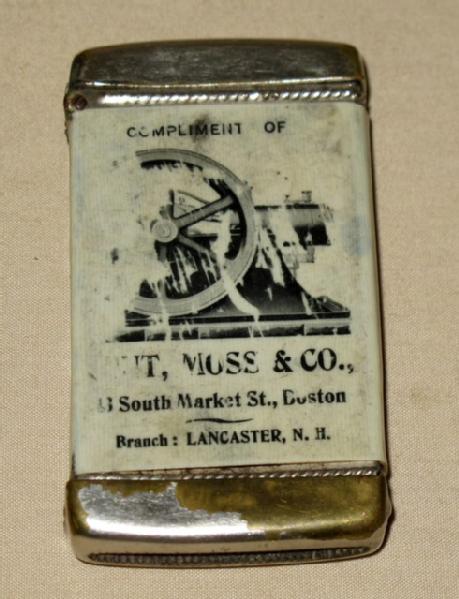 COMPLIMENT OF
MOSS & CO.,
South Market St., Boston
Branch : LANCASTER, N. H.